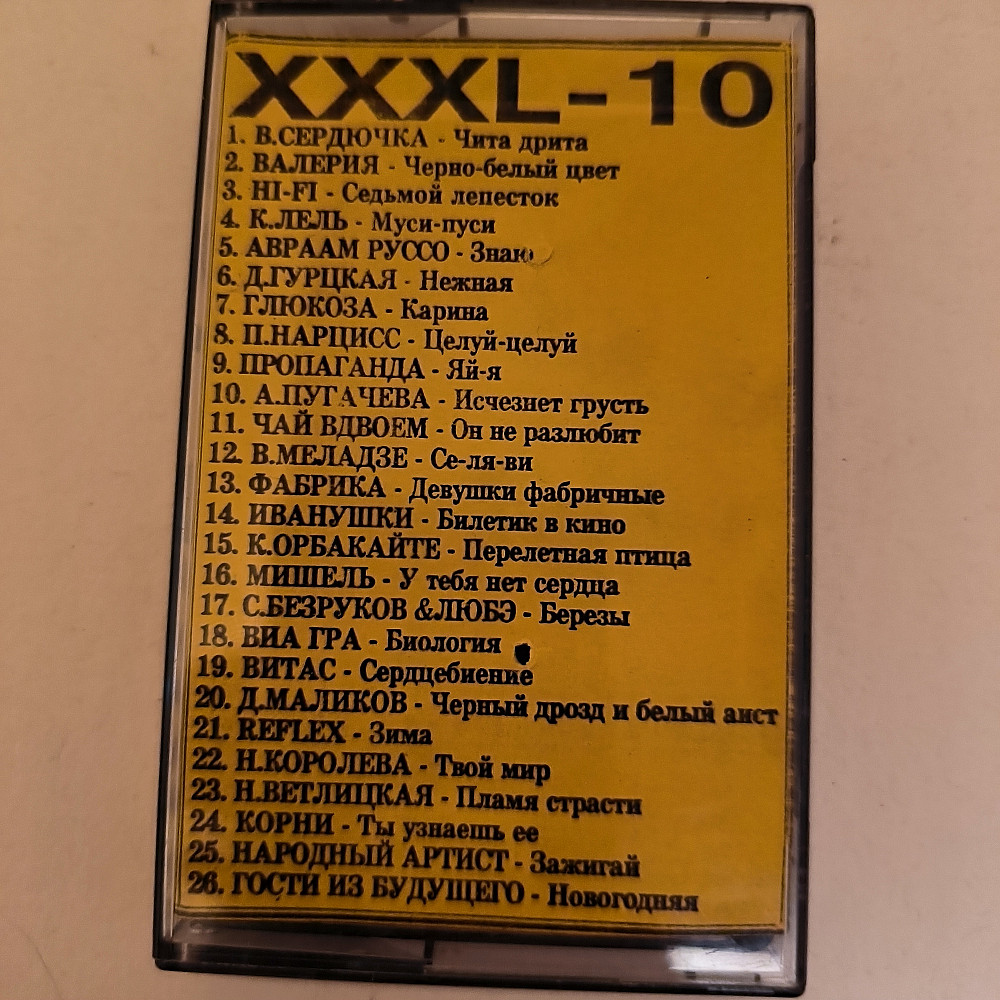 XXXL-10
1. В.СЕРДЮЧКА - Чита дрита
2. ВАЛЕРИЯ - Черно-белый цвет
3. HI-FI - Седьмой лепесток
4. К.ЛЕЛЬ - Муси-пуси
5. АВРААМ РУССО - Знаю
6. Д.ГУРЦКАЯ - Нежная
7. ГЛЮКОЗА - Карина
8. П.НАРЦИСС - Целуй-целуй
9. ПРОПАГАНДА - Яй-я
10. А.ПУГАЧЕВА - Исчезнет грусть
11. ЧАЙ ВДВОЕМ - Он не разлюбит
12. В.МЕЛАДЗЕ - Се-ля-ви
13. ФАБРИКА - Девушки фабричные
14. ИВАНУШКИ - Билетик в кино
15. К.ОРБАКАЙТЕ - Перелетная птица
16. МИШЕЛЬ - У тебя нет сердца
17. С.БЕЗРУКОВ &ЛЮБЭ - Березы
18. ВИА ГРА - Биология
19. ВИТАС - Сердцебиение
20. Д.МАЛИКОВ - Черный дрозд и белый аист
21. REFLEX - Зима
22. Н.КОРОЛЕВА - Твой мир
23. Н.ВЕТЛИЦКАЯ - Пламя страсти
24. КОРНИ - Ты узнаешь ее
25. НАРОДНЫЙ АРТИСТ - Зажигай
26. ГОСТИ ИЗ БУДУЩЕГО - Новогодняя